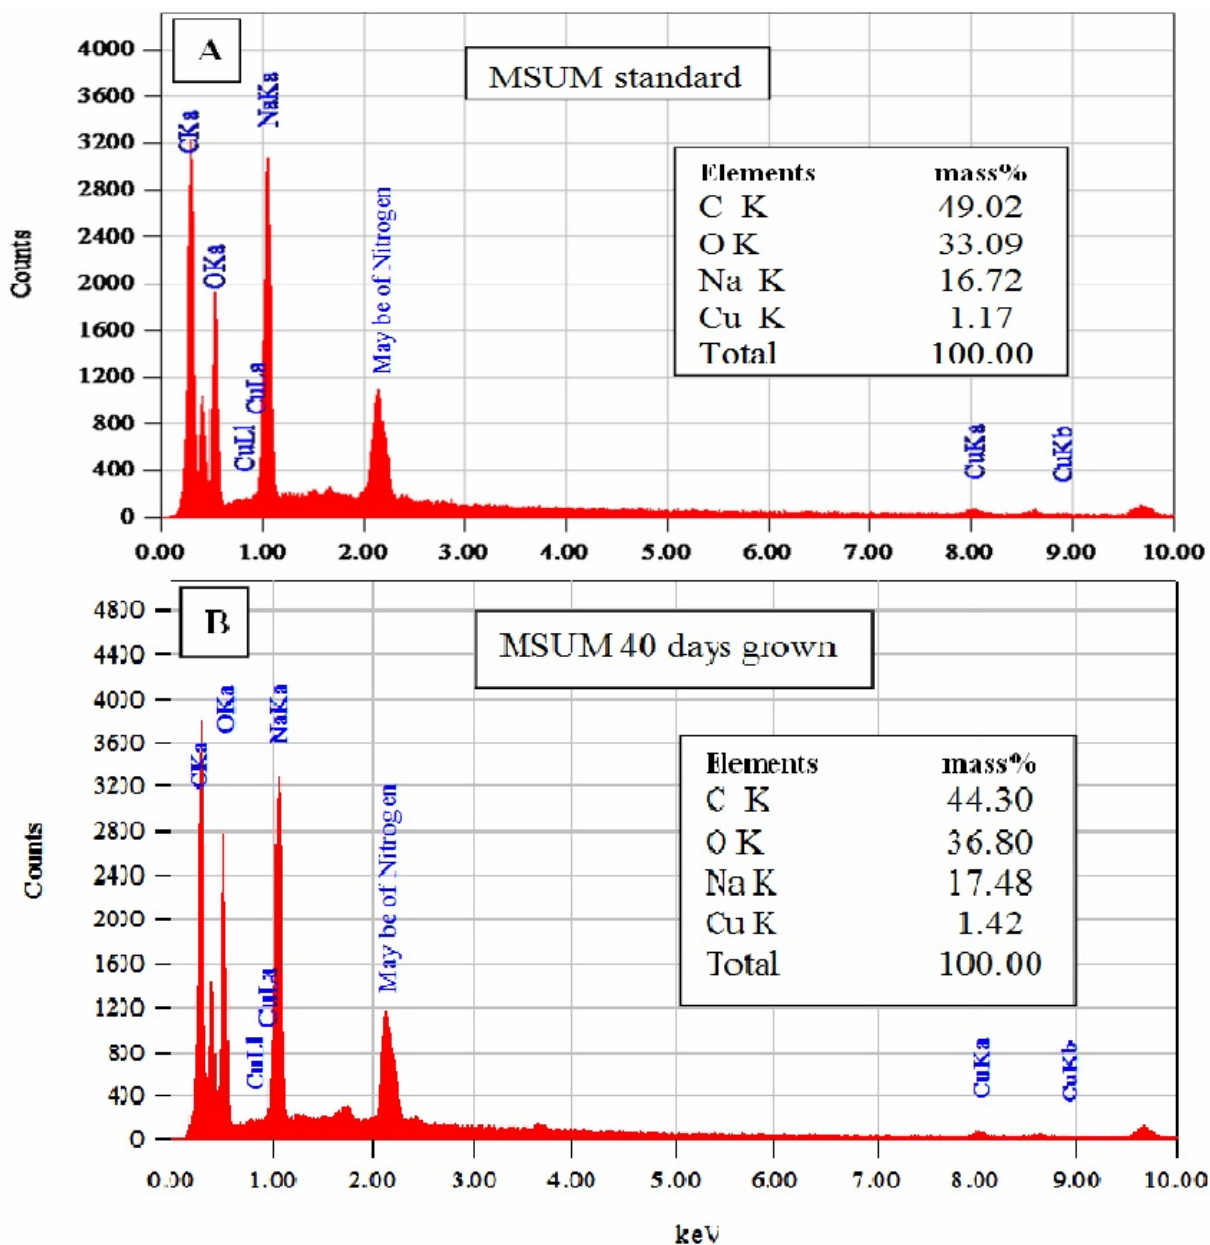 A
MSUM standard
4000
3600
3200
2800
2400
2000
1600
1200
800
400
0
Counts
CKa
OKa
CuLl
CuLa
NaKa
May be of Nitrogen
CuKa
CuKb
Elements mass%
C K 49.02
O K 33.09
Na K 16.72
Cu K 1.17
Total 100.00
0.00 1.00 2.00 3.00 4.00 5.00 6.00 7.00 8.00 9.00 10.00
B
MSUM 40 days grown
4800
4400
4000
3600
3200
2800
2400
2000
1600
1200
800
400
0
Counts
CKa
OKa
CuLl
CuLa
NaKa
May be of Nitrogen
CuKa
CuKb
Elements mass%
C K 44.30
O K 36.80
Na K 17.48
Cu K 1.42
Total 100.00
0.00 1.00 2.00 3.00 4.00 5.00 6.00 7.00 8.00 9.00 10.00
keV